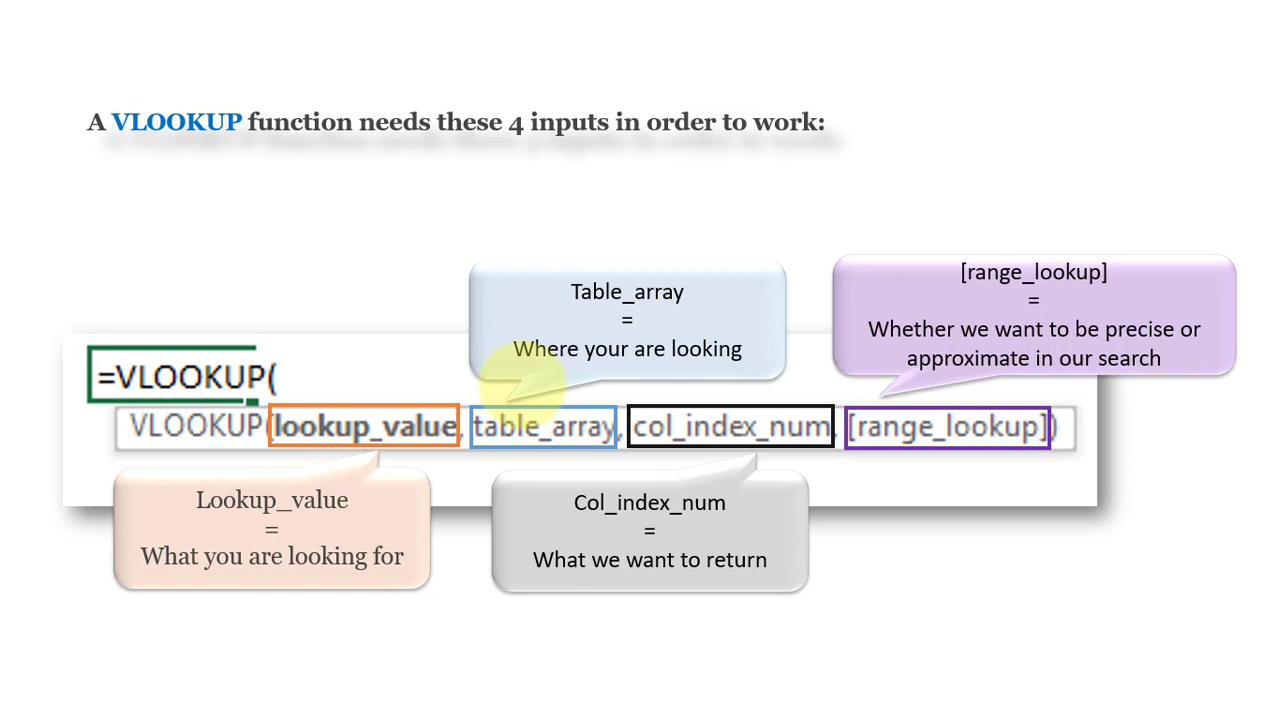 A VLOOKUP function needs these 4 inputs in order to work:
Table_array
=
Where your are looking
[range_lookup]
=
Whether we want to be precise or
approximate in our search
=VLOOKUP(
VLOOKUP(lookup_value, table_array, col_index_num, [range_lookup])
Lookup_value
=
What you are looking for
Col_index_num
=
What we want to return